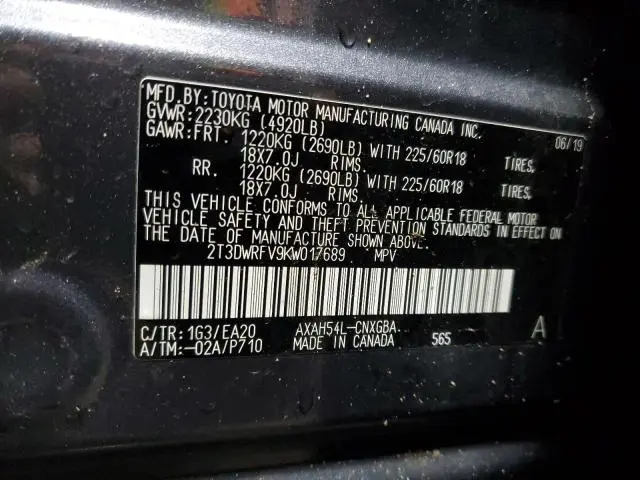 MFD.BY:TOYOTA MOTOR MANUFACTURING CANADA INC.
GVWR:2230KG (4920LB) 06/19
GAWR:FRT. 1220KG (2690LB) WITH 225/60R18 TIRES,
18X7.0J RIMS.
RR. 1220KG (2690LB) WITH 225/60R18 TIRES,
18X7.0J RIMS.
THIS VEHICLE CONFORMS TO ALL APPLICABLE FEDERAL MOTOR
VEHICLE SAFETY AND THEFT PREVENTION STANDARDS IN EFFECT ON
THE DATE OF MANUFACTURE SHOWN ABOVE.
2T3DWRFV9KW017689 MPV
C/TR:1G3/EA20 AXAH54L-CNXGBA A
A/TM:-02A/P710 MADE IN CANADA 565